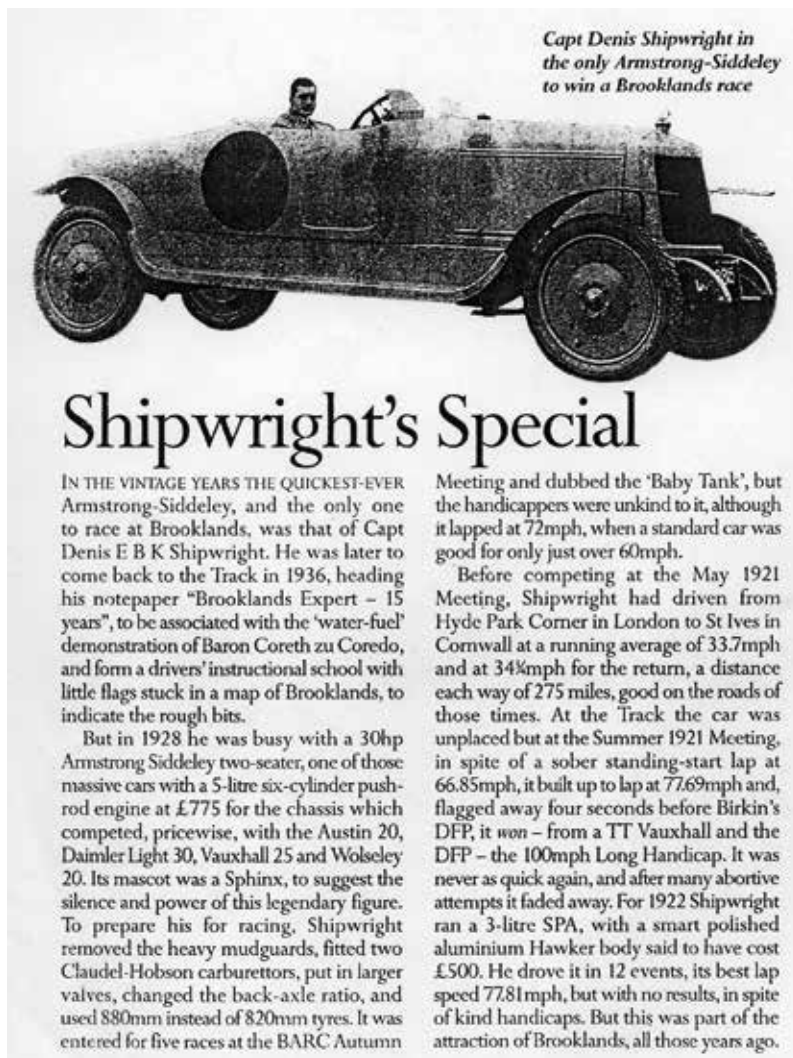 Capt Denis Shipwright in
the only Armstrong-Siddeley
to win a Brooklands race
Shipwright's Special
IN THE VINTAGE YEARS THE QUICKEST-EVER
Armstrong-Siddeley, and the only one
to race at Brooklands, was that of Capt
Denis E B K Shipwright. He was later to
come back to the Track in 1936, heading
his notepaper "Brooklands Expert – 15
years", to be associated with the 'water-fuel'
demonstration of Baron Coreth zu Coredo,
and form a drivers' instructional school with
little flags stuck in a map of Brooklands, to
indicate the rough bits.
But in 1928 he was busy with a 30hp
Armstrong Siddeley two-seater, one of those
massive cars with a 5-litre six-cylinder push-
rod engine at £775 for the chassis which
competed, pricewise, with the Austin 20,
Daimler Light 30, Vauxhall 25 and Wolseley
20. Its mascot was a Sphinx, to suggest the
silence and power of this legendary figure.
To prepare his for racing, Shipwright
removed the heavy mudguards, fitted two
Claudel-Hobson carburettors, put in larger
valves, changed the back-axle ratio, and
used 880mm instead of 820mm tyres. It was
entered for five races at the BARC Autumn
Meeting and dubbed the 'Baby Tank', but
the handicappers were unkind to it, although
it lapped at 72mph, when a standard car was
good for only just over 60mph.
Before competing at the May 1921
Meeting, Shipwright had driven from
Hyde Park Corner in London to St Ives in
Cornwall at a running average of 33.7mph
and at 34¾mph for the return, a distance
each way of 275 miles, good on the roads of
those times. At the Track the car was
unplaced but at the Summer 1921 Meeting,
in spite of a sober standing-start lap at
66.85mph, it built up to lap at 77.69mph and,
flagged away four seconds before Birkin's
DFP, it won – from a TT Vauxhall and the
DFP – the 100mph Long Handicap. It was
never as quick again, and after many abortive
attempts it faded away. For 1922 Shipwright
ran a 3-litre SPA, with a smart polished
aluminium Hawker body said to have cost
£500. He drove it in 12 events, its best lap
speed 77.81mph, but with no results, in spite
of kind handicaps. But this was part of the
attraction of Brooklands, all those years ago.